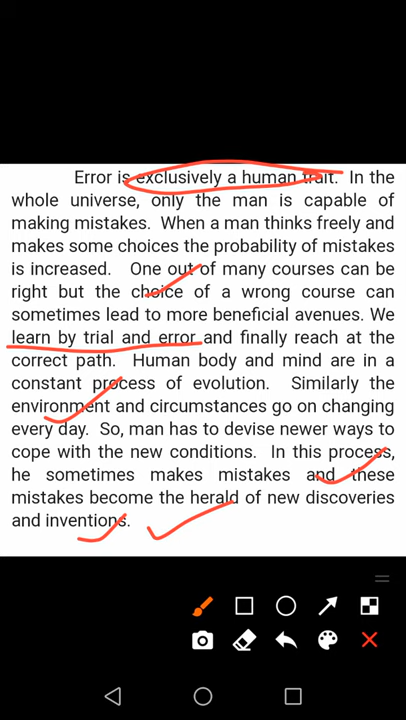 Error is exclusively a human trait. In the
whole universe, only the man is capable of
making mistakes. When a man thinks freely and
makes some choices the probability of mistakes
is increased. One out of many courses can be
right but the choice of a wrong course can
sometimes lead to more beneficial avenues. We
learn by trial and error and finally reach at the
correct path. Human body and mind are in a
constant process of evolution. Similarly the
environment and circumstances go on changing
every day. So, man has to devise newer ways to
cope with the new conditions. In this process,
he sometimes makes mistakes and these
mistakes become the herald of new discoveries
and inventions.